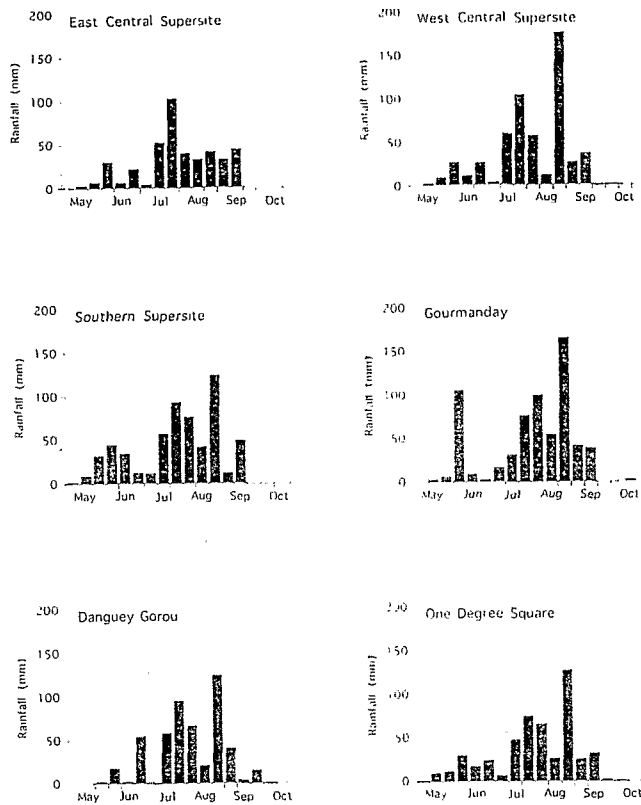 East Central Supersite
200
150
100
50
0
Rainfall (mm)
May Jun Jul Aug Sep Oct
West Central Supersite
200
150
100
50
0
Rainfall (mm)
May Jun Jul Aug Sep Oct
Southern Supersite
200
150
100
50
0
Rainfall (mm)
May Jun Jul Aug Sep Oct
Gourmanday
200
150
100
50
0
Rainfall (mm)
May Jun Jul Aug Sep Oct
Danguey Gorou
200
150
100
50
0
Rainfall (mm)
May Jun Jul Aug Sep Oct
One Degree Square
200
150
100
50
0
Rainfall (mm)
May Jun Jul Aug Sep Oct